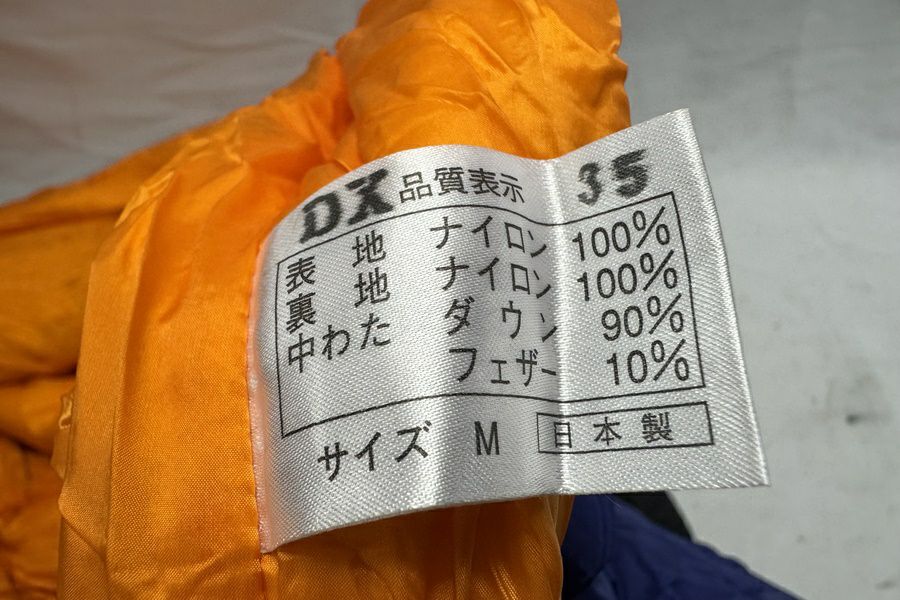 DX 品質表示 35
表地 ナイロン 100%
裏地 ナイロン 100%
中わた ダウン 90%
フェザー 10%
サイズ M 日本製